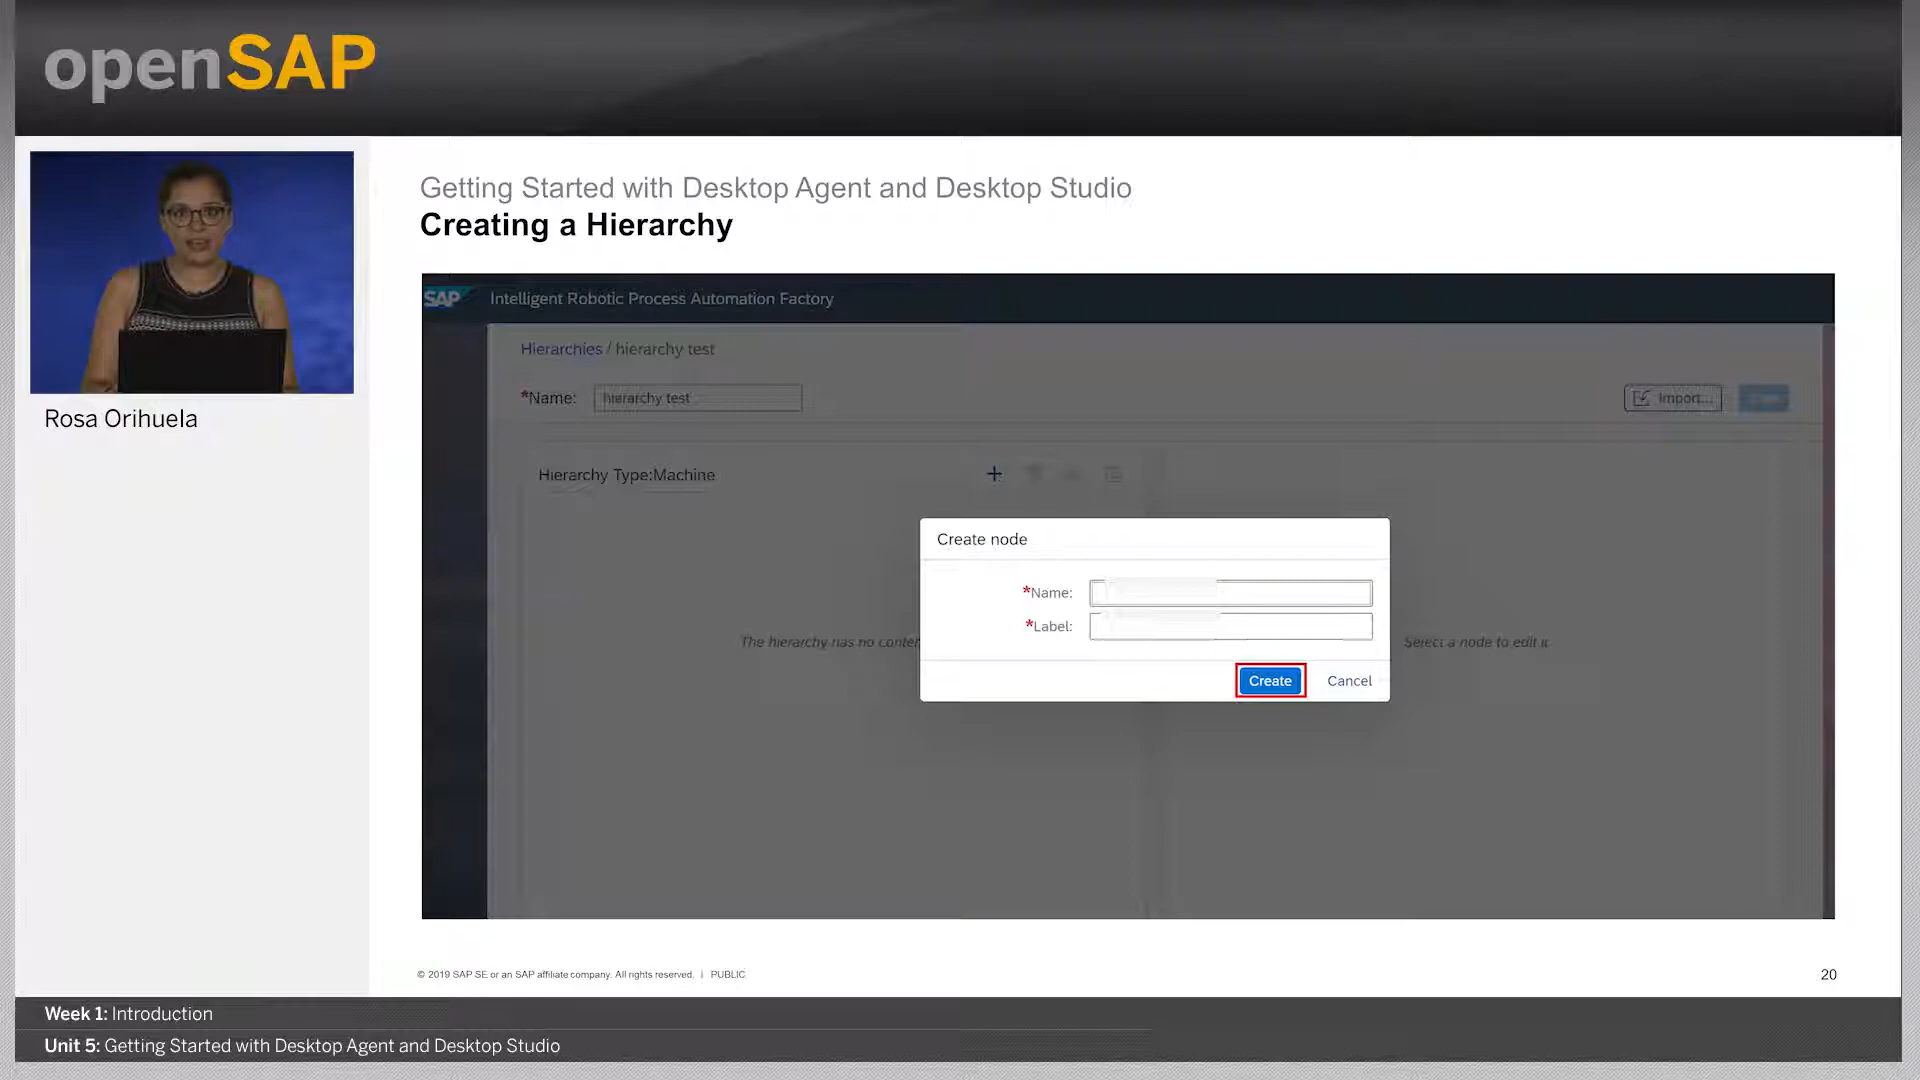 openSAP
Rosa Orihuela
Getting Started with Desktop Agent and Desktop Studio
Creating a Hierarchy
SAP Intelligent Robotic Process Automation Factory
Hierarchies / hierarchy test
*Name: hierarchy test Import...
Hierarchy Type:Machine
Create node
*Name:
*Label:
The hierarchy has no Select a node to edit it
Create Cancel
© 2019 SAP SE or an SAP affiliate company. All rights reserved. | PUBLIC 20
Week 1: Introduction
Unit 5: Getting Started with Desktop Agent and Desktop Studio